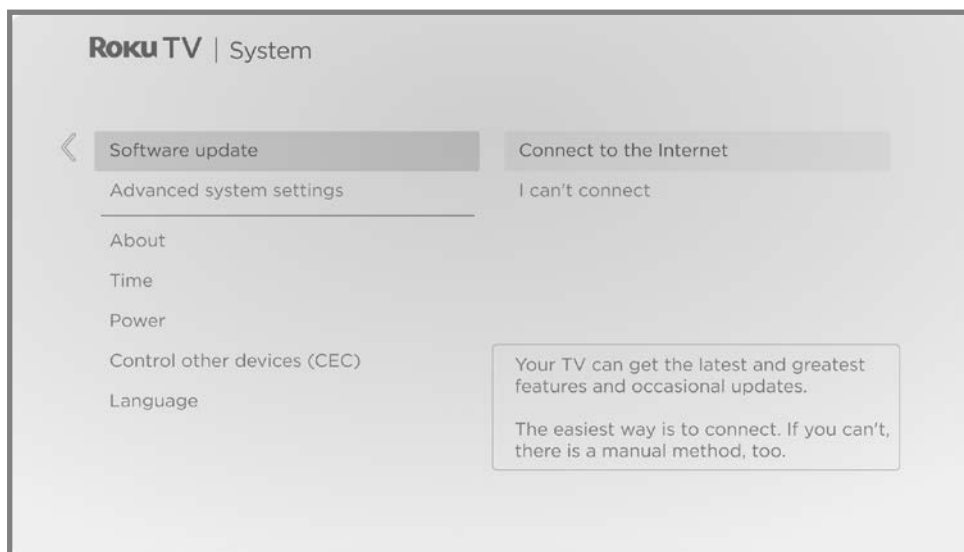 Roku TV | System
Software update
Advanced system settings
About
Time
Power
Control other devices (CEC)
Language
Connect to the Internet
I can't connect
Your TV can get the latest and greatest
features and occasional updates.
The easiest way is to connect. If you can't,
there is a manual method, too.